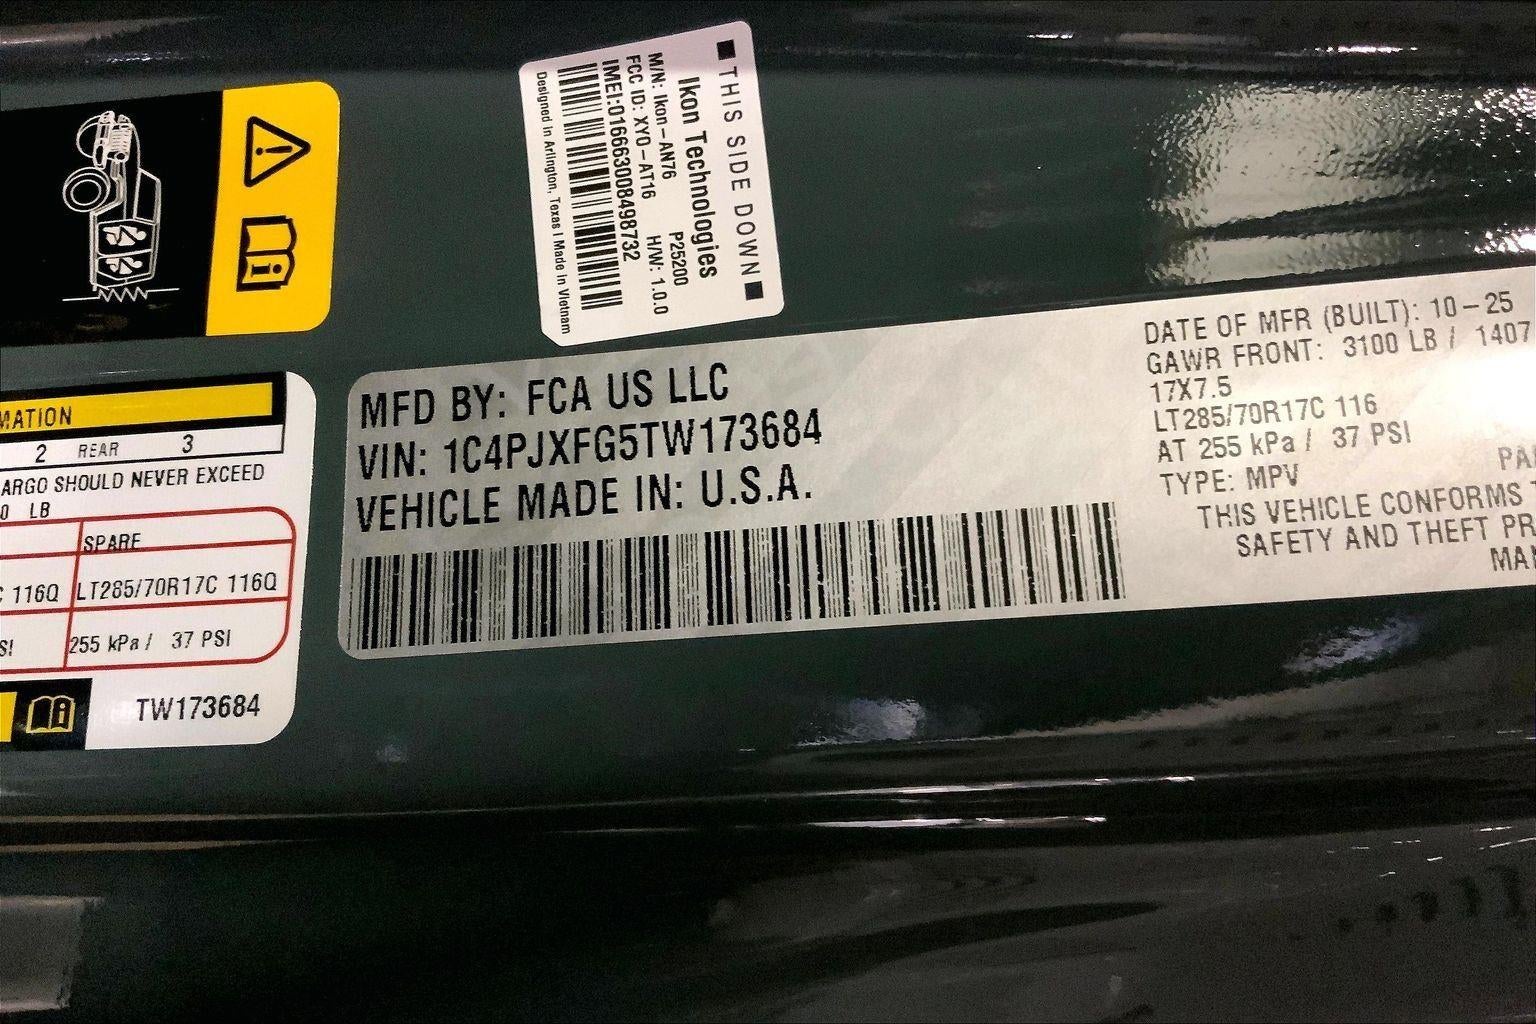 ■ THIS SIDE DOWN ■
Ikon Technologies
M/N: Ikon-AN76 P25200
FCC ID: XYO-AT16 H/W: 1.0.0
IMEI:016663008498732
Designed in Arlington, Texas | Made in Vietnam
MFD BY: FCA US LLC
VIN: 1C4PJXFG5TW173684
VEHICLE MADE IN: U.S.A.
DATE OF MFR (BUILT): 10-25
GAWR FRONT: 3100 LB / 1407
17X7.5
LT285/70R17C 116
AT 255 kPa / 37 PSI
TYPE: MPV
THIS VEHICLE CONFORMS
SAFETY AND THEFT PR
MATION
2 REAR 3
ARGO SHOULD NEVER EXCEED
0 LB
SPARE
C 116Q LT285/70R17C 116Q
SI 255 kPa / 37 PSI
TW173684